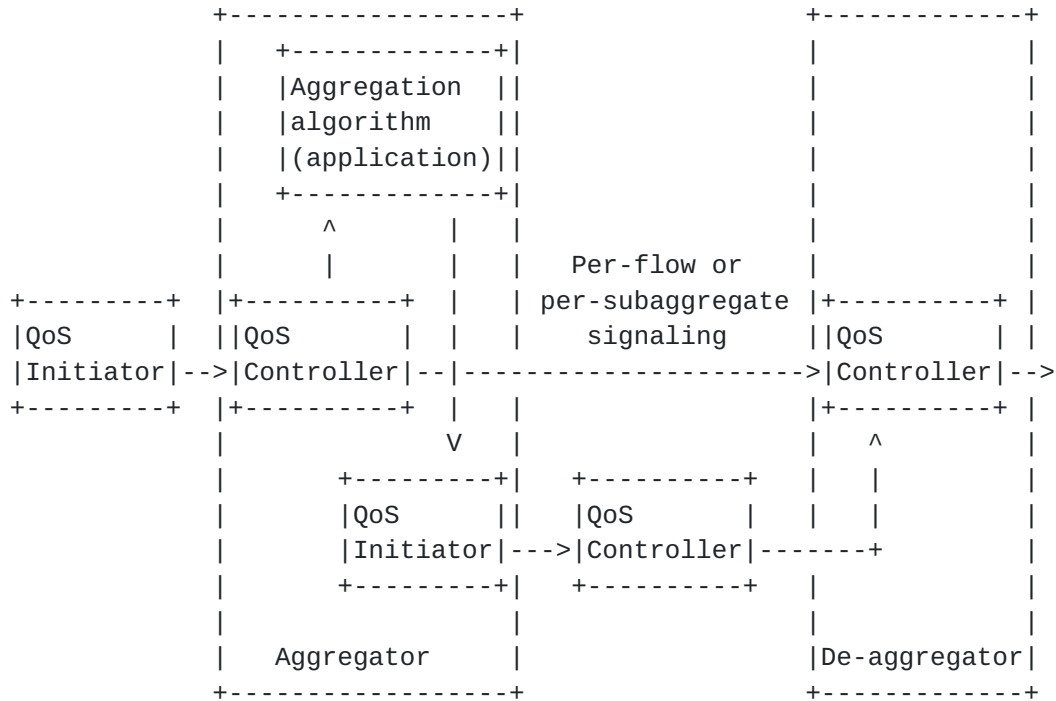 Aggregation
algorithm
(application)
Per-flow or
per-subaggregate
signaling
QoS
Initiator
QoS
Controller
QoS
Controller
QoS
Initiator
QoS
Controller
Aggregator
De-aggregator